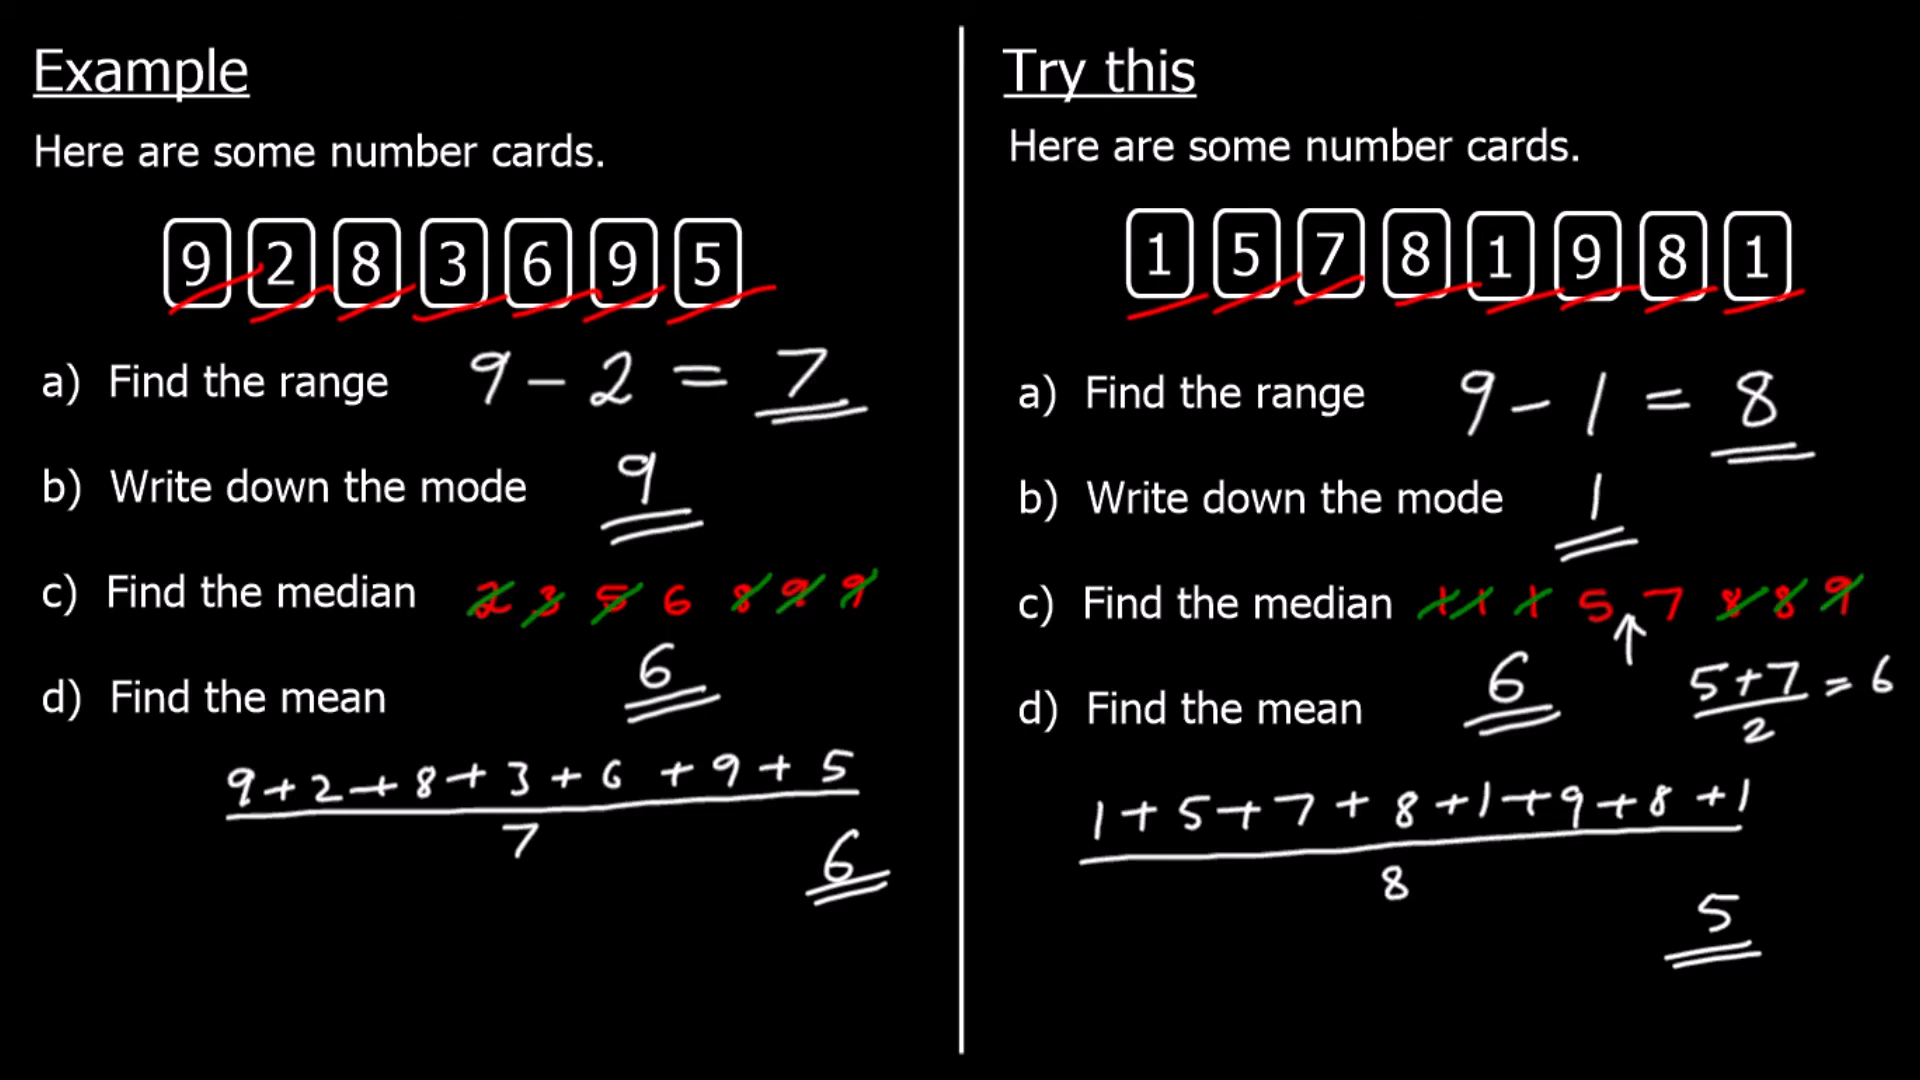 Example
Here are some number cards.
9 2 8 3 6 9 5
a) Find the range 9 - 2 = 7
b) Write down the mode 9
c) Find the median 2 3 5 6 8 9 9
6
d) Find the mean
9 + 2 + 8 + 3 + 6 + 9 + 5
7
6
Try this
Here are some number cards.
1 5 7 8 1 9 8 1
a) Find the range 9 - 1 = 8
b) Write down the mode 1
c) Find the median 1 1 1 5 7 8 8 9
6 5+7 = 6
2
d) Find the mean
1 + 5 + 7 + 8 + 1 + 9 + 8 + 1
8
5